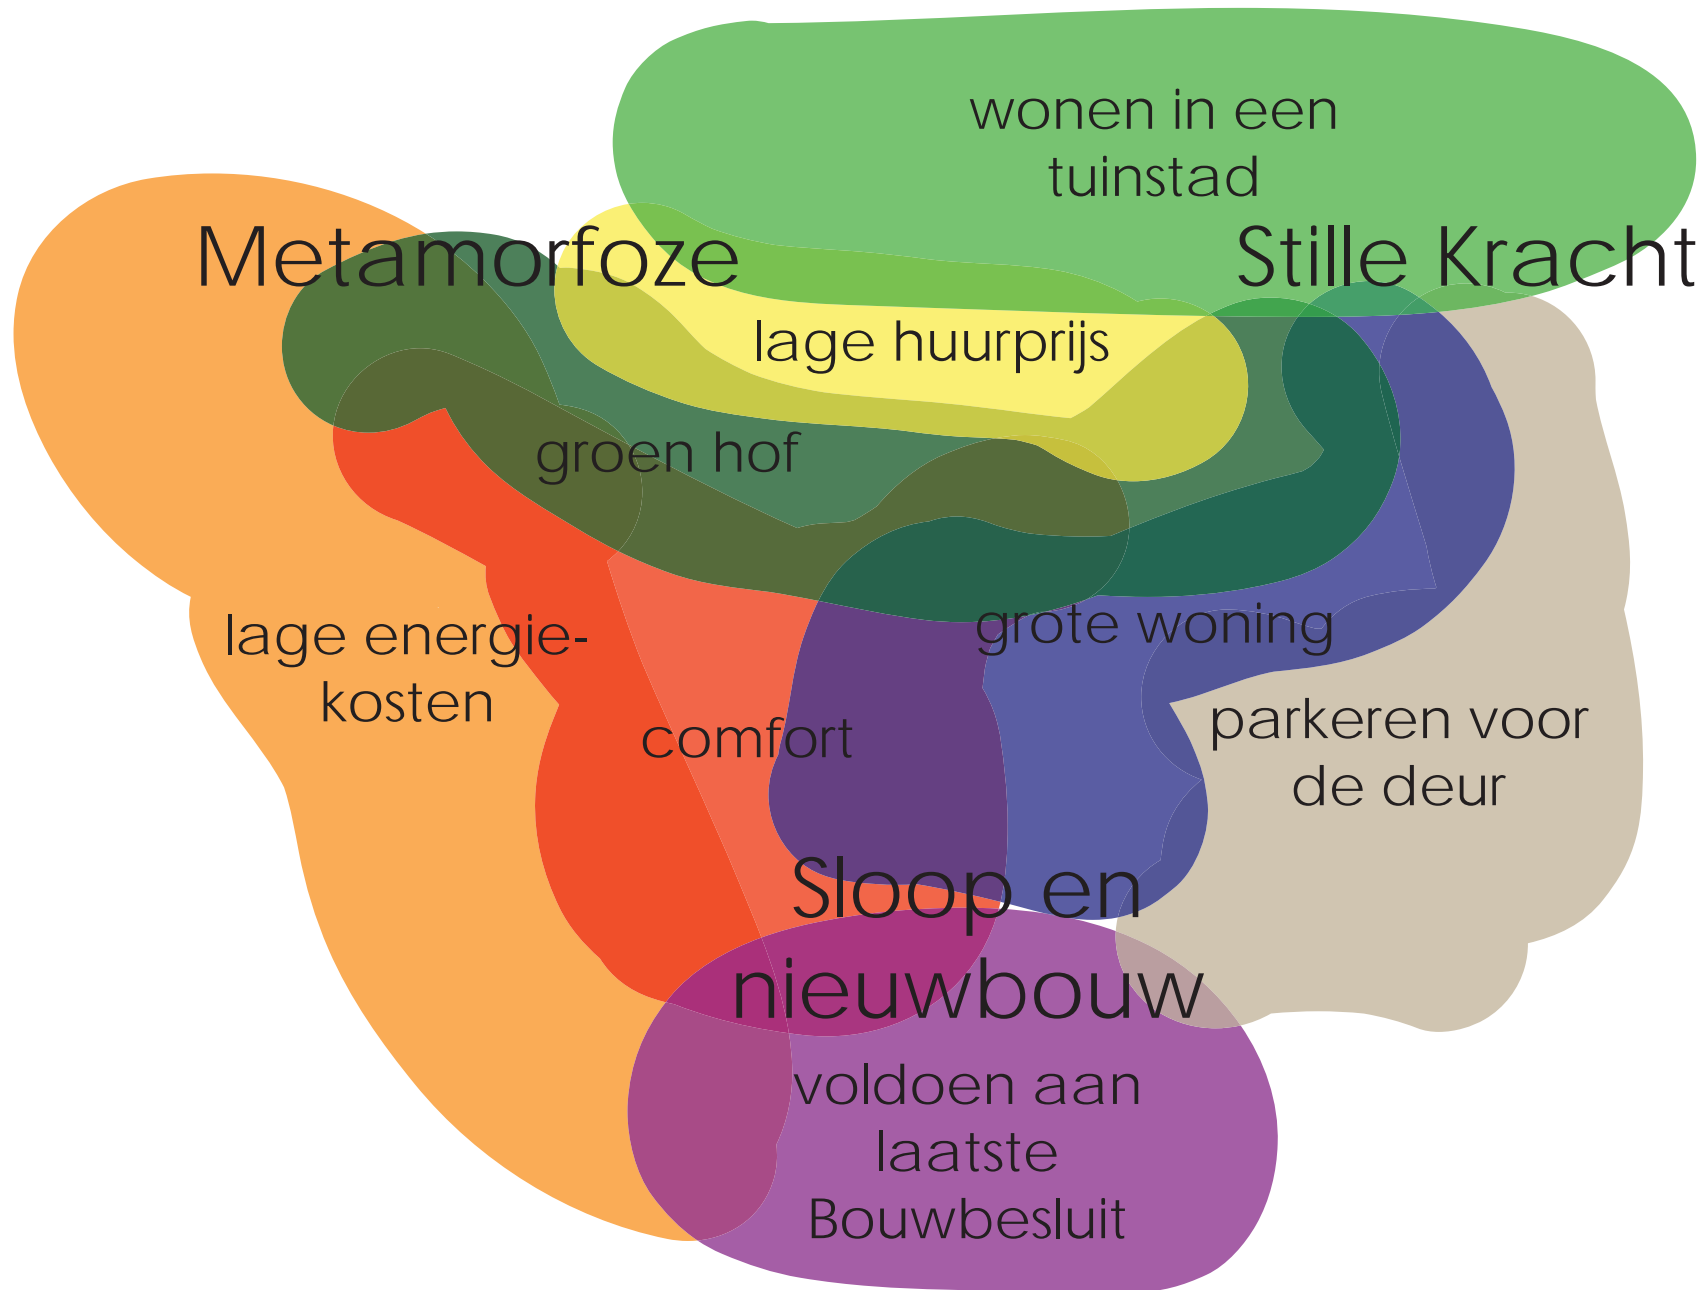 wonen in een
tuinstad
Metamorfoze
Stille Kracht
lage huurprijs
groen hof
lage energie-
kosten
grote woning
comfort
parkeren voor
de deur
Sloop en
nieuwbouw
voldoen aan
laatste
Bouwbesluit